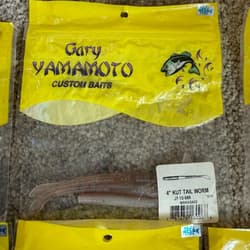 Gary
YAMAMOTO
CUSTOM BAITS
4" KUT TAIL WORM